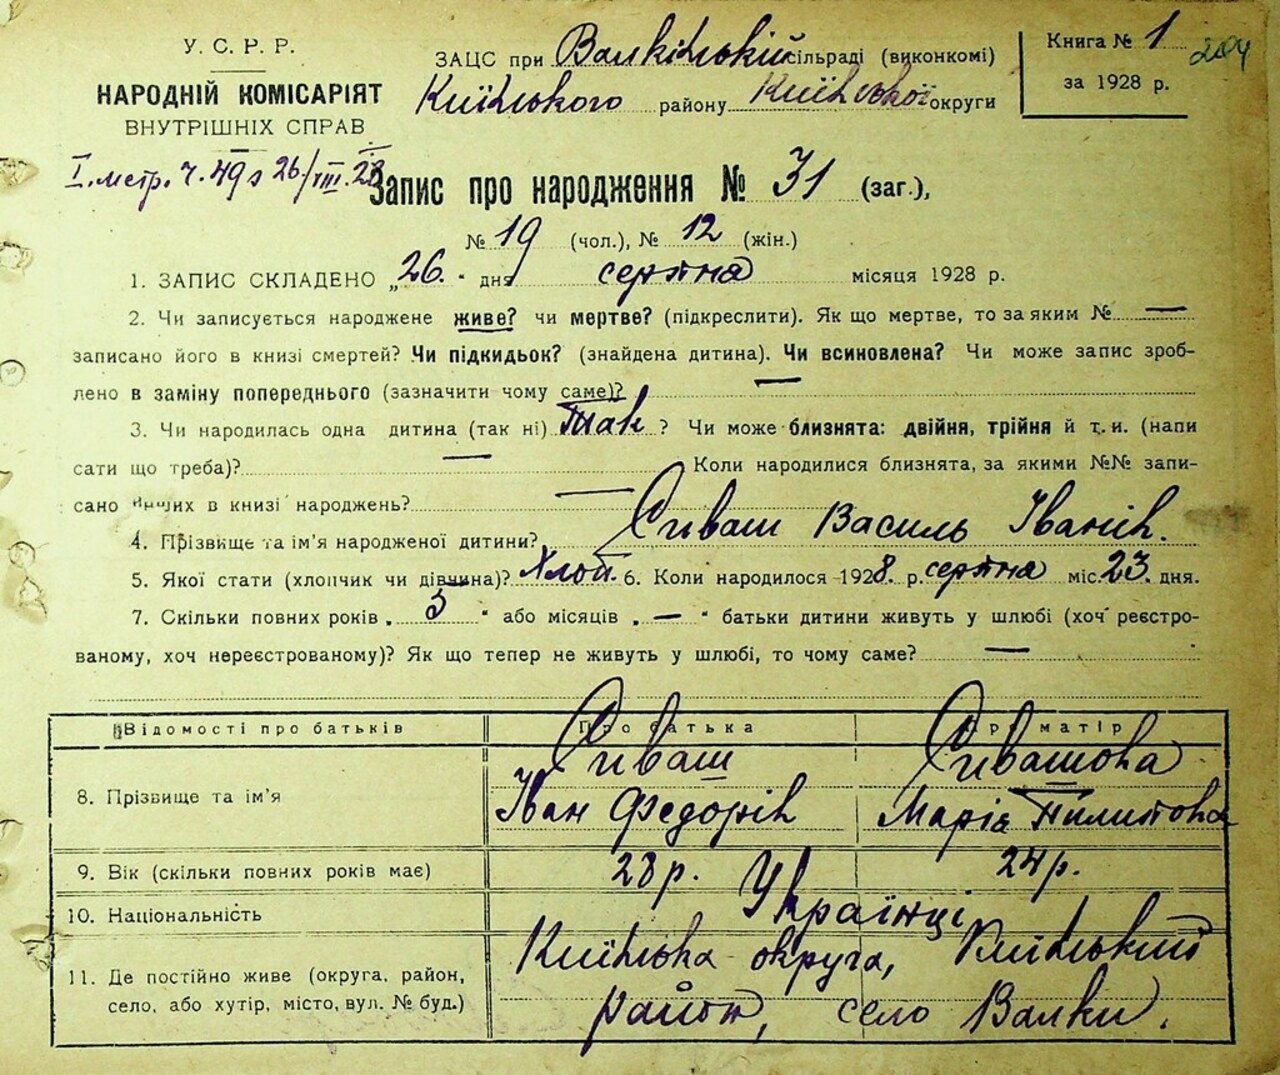 У. С. Р. Р.
НАРОДНІЙ КОМІСАРІЯТ
ВНУТРІШНІХ СПРАВ
ЗАЦС при Валківській сільраді (виконкомі)
Київського району Київської округи
Книга № 1 204
за 1928 р.
І. метр. ч. 49 з 26/VIII. 28
Запис про народження № 31 (заг.),
№ 19 (чол.), № 12 (жін.)
1. ЗАПИС СКЛАДЕНО „26." дня серпня місяця 1928 р.
2. Чи записується народжене живе? чи мертве? (підкреслити). Як що мертве, то за яким № —
записано його в книзі смертей? Чи підкидьок? (знайдена дитина). Чи всиновлена? Чи може запис зроб-
лено в заміну попереднього (зазначити чому саме)? —
3. Чи народилась одна дитина (так ні) Так ? Чи може близнята: двійня, трійня й т. и. (напи
сати що треба)? — Коли народилися близнята, за якими №№ запи-
сано инших в книзі народжень? —
4. Прізвище та ім'я народженої дитини? Сиваш Василь Іванів.
5. Якої статі (хлопчик чи дівчина)? Хлоп. 6. Коли народилося 1928. р. серпня міс. 23. дня.
7. Скільки повних років „ 3 " або місяців „ — " батьки дитини живуть у шлюбі (хоч реєстро-
ваному, хоч нереєстрованому)? Як що тепер не живуть у шлюбі, то чому саме? —
Відомості про батьків Про батька Про матір
8. Прізвище та ім'я Сиваш Сивашова
Іван Федорів Марія Пилипова
9. Вік (скільки повних років має) 28 р. 24 р.
10. Національність Українці
11. Де постійно живе (округа, район,
село, або хутір, місто, вул. № буд.)
Київська округа, Київський
район, село Валки.